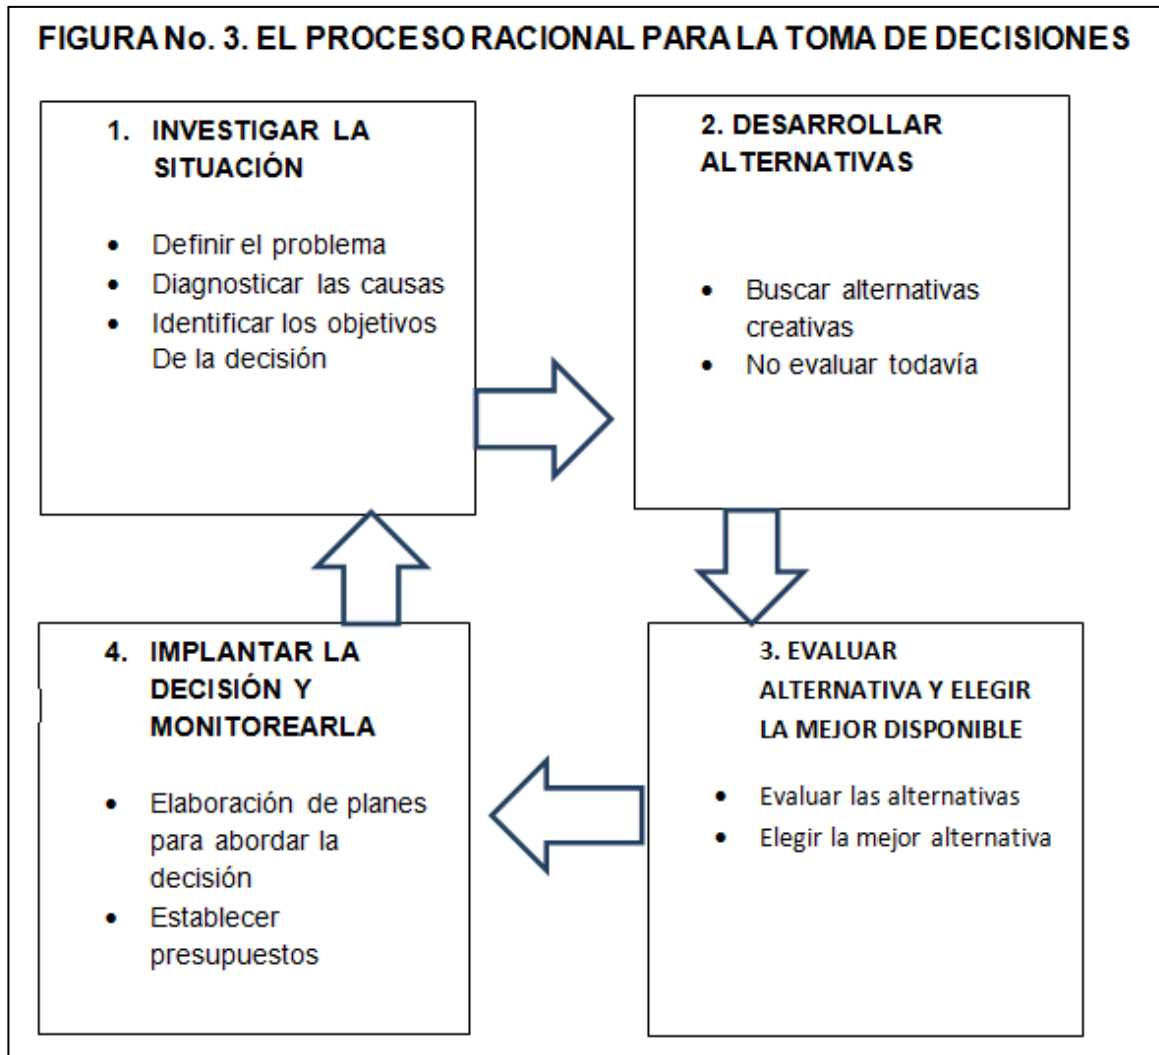 FIGURA No. 3. EL PROCESO RACIONAL PARA LA TOMA DE DECISIONES
1. INVESTIGAR LA
SITUACIÓN
• Definir el problema
• Diagnosticar las causas
• Identificar los objetivos
De la decisión
2. DESARROLLAR
ALTERNATIVAS
• Buscar alternativas
creativas
• No evaluar todavía
3. EVALUAR
ALTERNATIVA Y ELEGIR
LA MEJOR DISPONIBLE
• Evaluar las alternativas
• Elegir la mejor alternativa
4. IMPLANTAR LA
DECISIÓN Y
MONITOREARLA
• Elaboración de planes
para abordar la
decisión
• Establecer
presupuestos